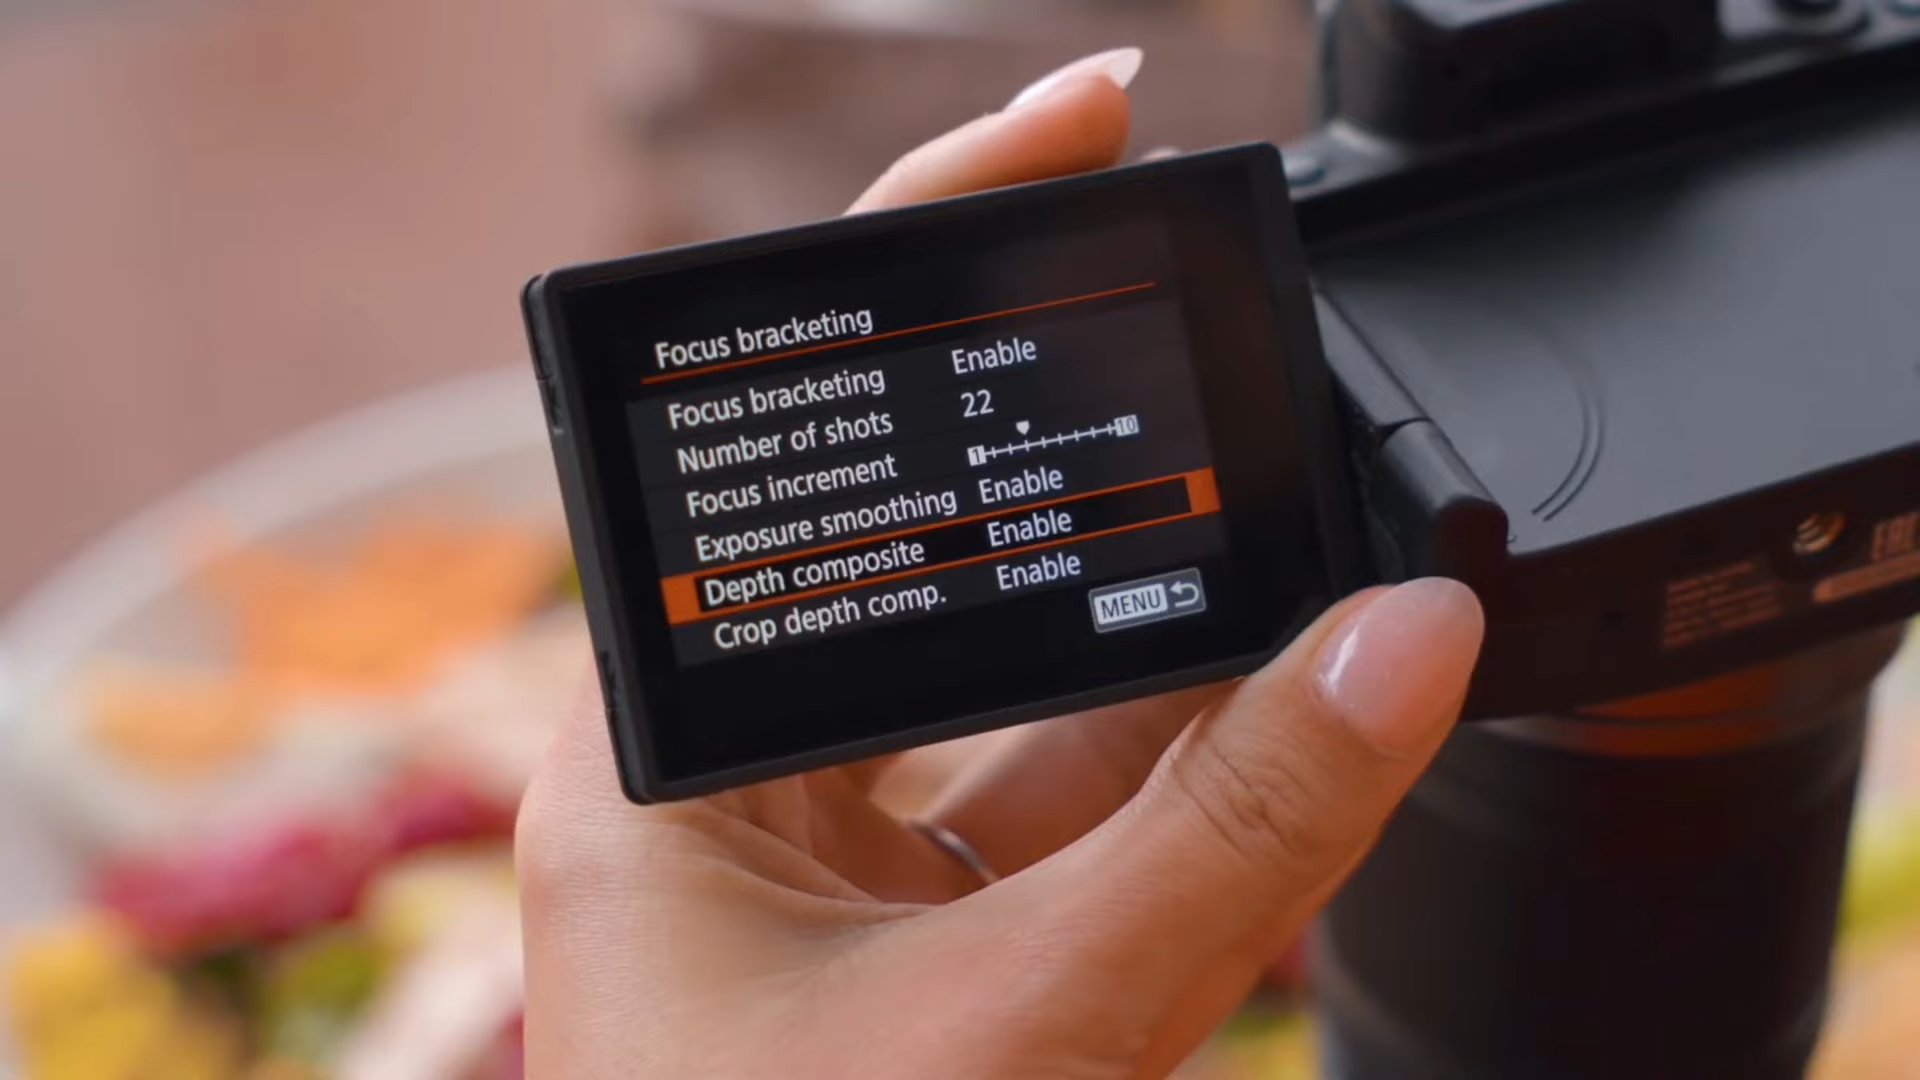 Focus bracketing
Focus bracketing Enable
Number of shots 22
Focus increment 1 10
Exposure smoothing Enable
Depth composite Enable
Crop depth comp. Enable
MENU
EAC